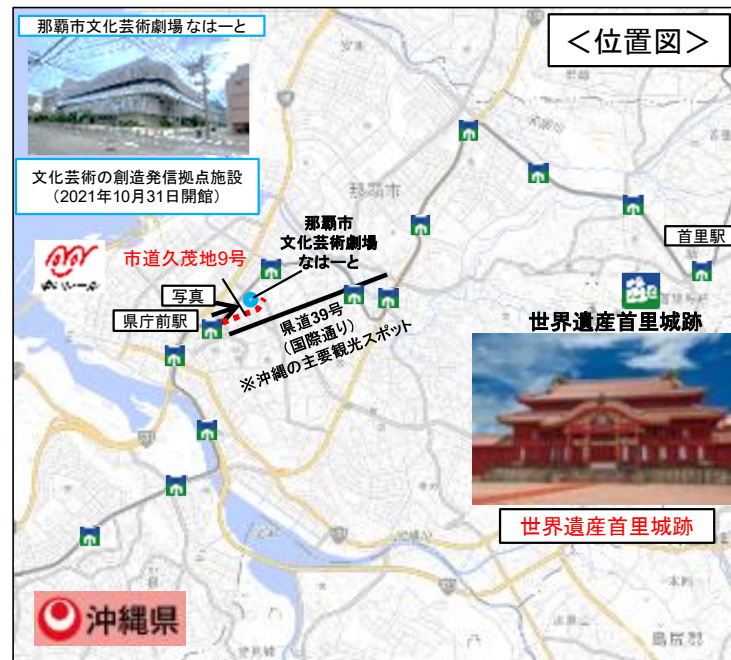 那覇市文化芸術劇場 なはーと
＜位置図＞
文化芸術の創造発信拠点施設
（2021年10月31日開館）
那覇市
那覇市
文化芸術劇場
なはーと
首里駅
市道久茂地9号
写真
県庁前駅
県道39号
（国際通り）
※沖縄の主要観光スポット
世界遺産首里城跡
世界遺産首里城跡
沖縄県
島尻郡